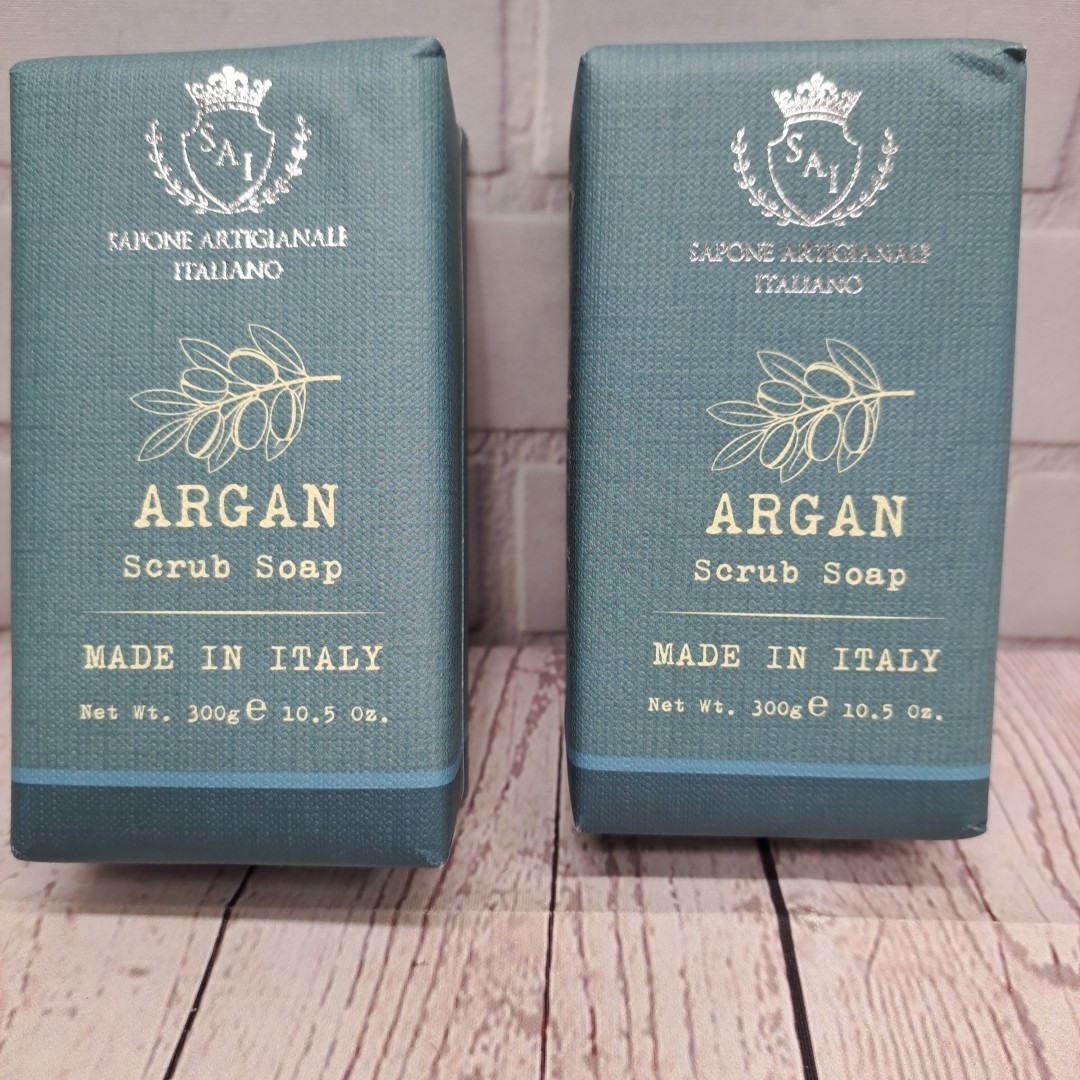 SAI
SAPONE ARTIGIANALE
ITALIANO
ARGAN
Scrub Soap
MADE IN ITALY
Net Wt. 300g℮ 10.5 Oz.
SAI
SAPONE ARTIGIANALE
ITALIANO
ARGAN
Scrub Soap
MADE IN ITALY
Net Wt. 300g℮ 10.5 Oz.